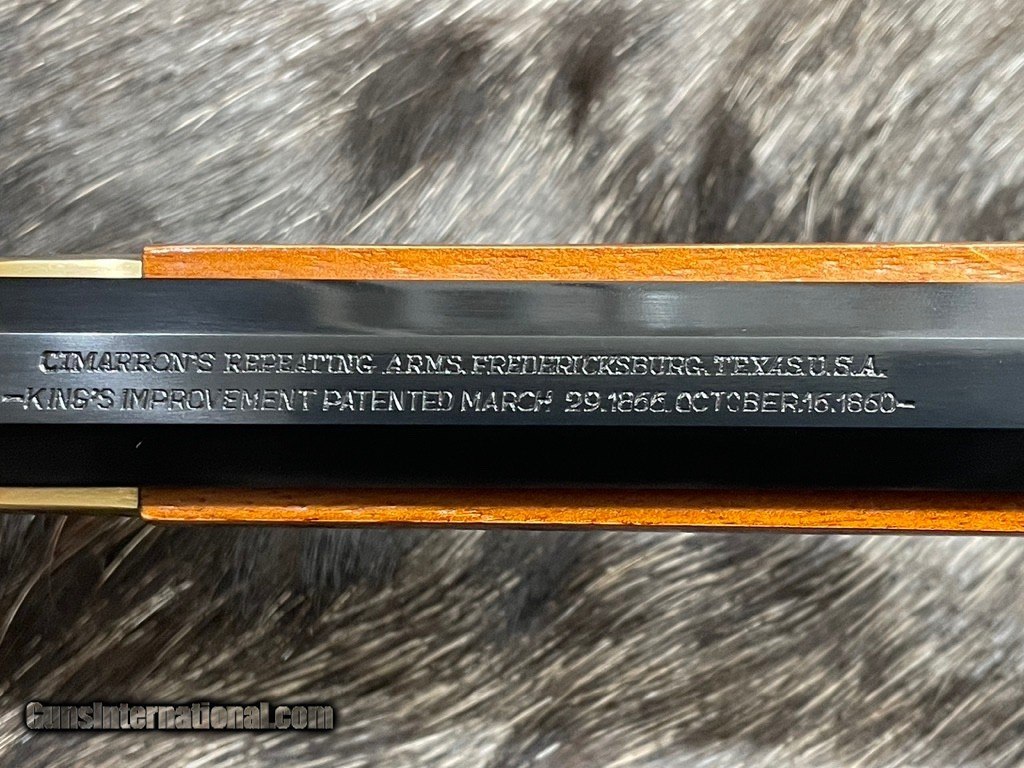 CIMARRON'S REPEATING ARMS. FREDERICKSBURG, TEXAS. U.S.A.
-KING'S IMPROVEMENT PATENTED MARCH 29.1866. OCTOBER.16.1860-
GunsInternational.com